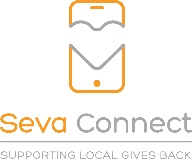 Seva Connect
SUPPORTING LOCAL GIVES BACK